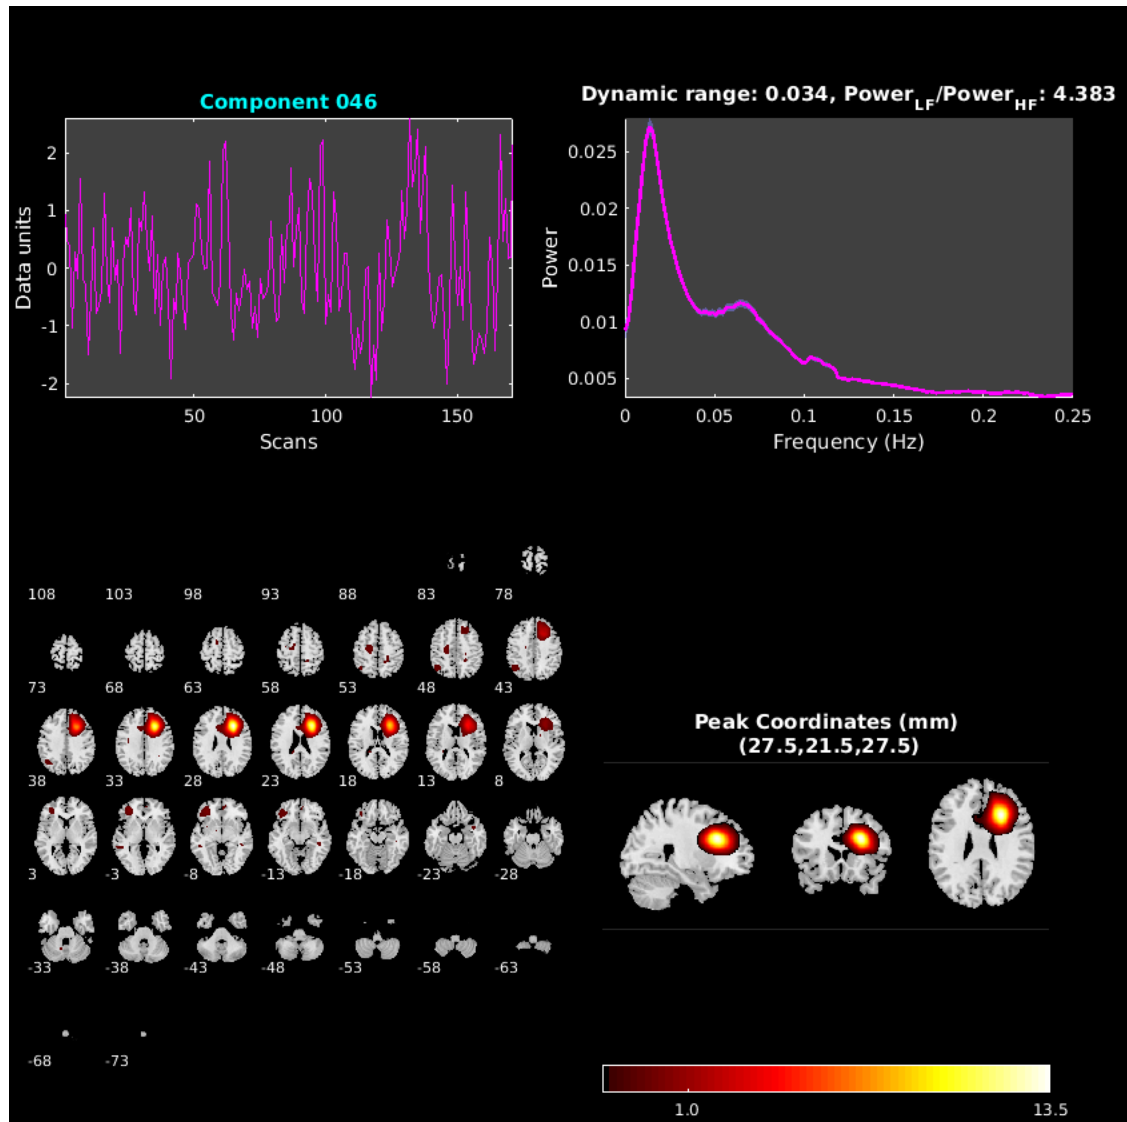 Component 046
Data units
2
1
0
-1
-2
50
100
150
Scans
Dynamic range: 0.034, Power_LF/Power_HF: 4.383
Power
0.025
0.02
0.015
0.01
0.005
0
0.05
0.1
0.15
0.2
0.25
Frequency (Hz)
108 103 98 93 88 83 78
73 68 63 58 53 48 43
38 33 28 23 18 13 8
3 -3 -8 -13 -18 -23 -28
-33 -38 -43 -48 -53 -58 -63
-68 -73
Peak Coordinates (mm)
(27.5,21.5,27.5)
1.0
13.5